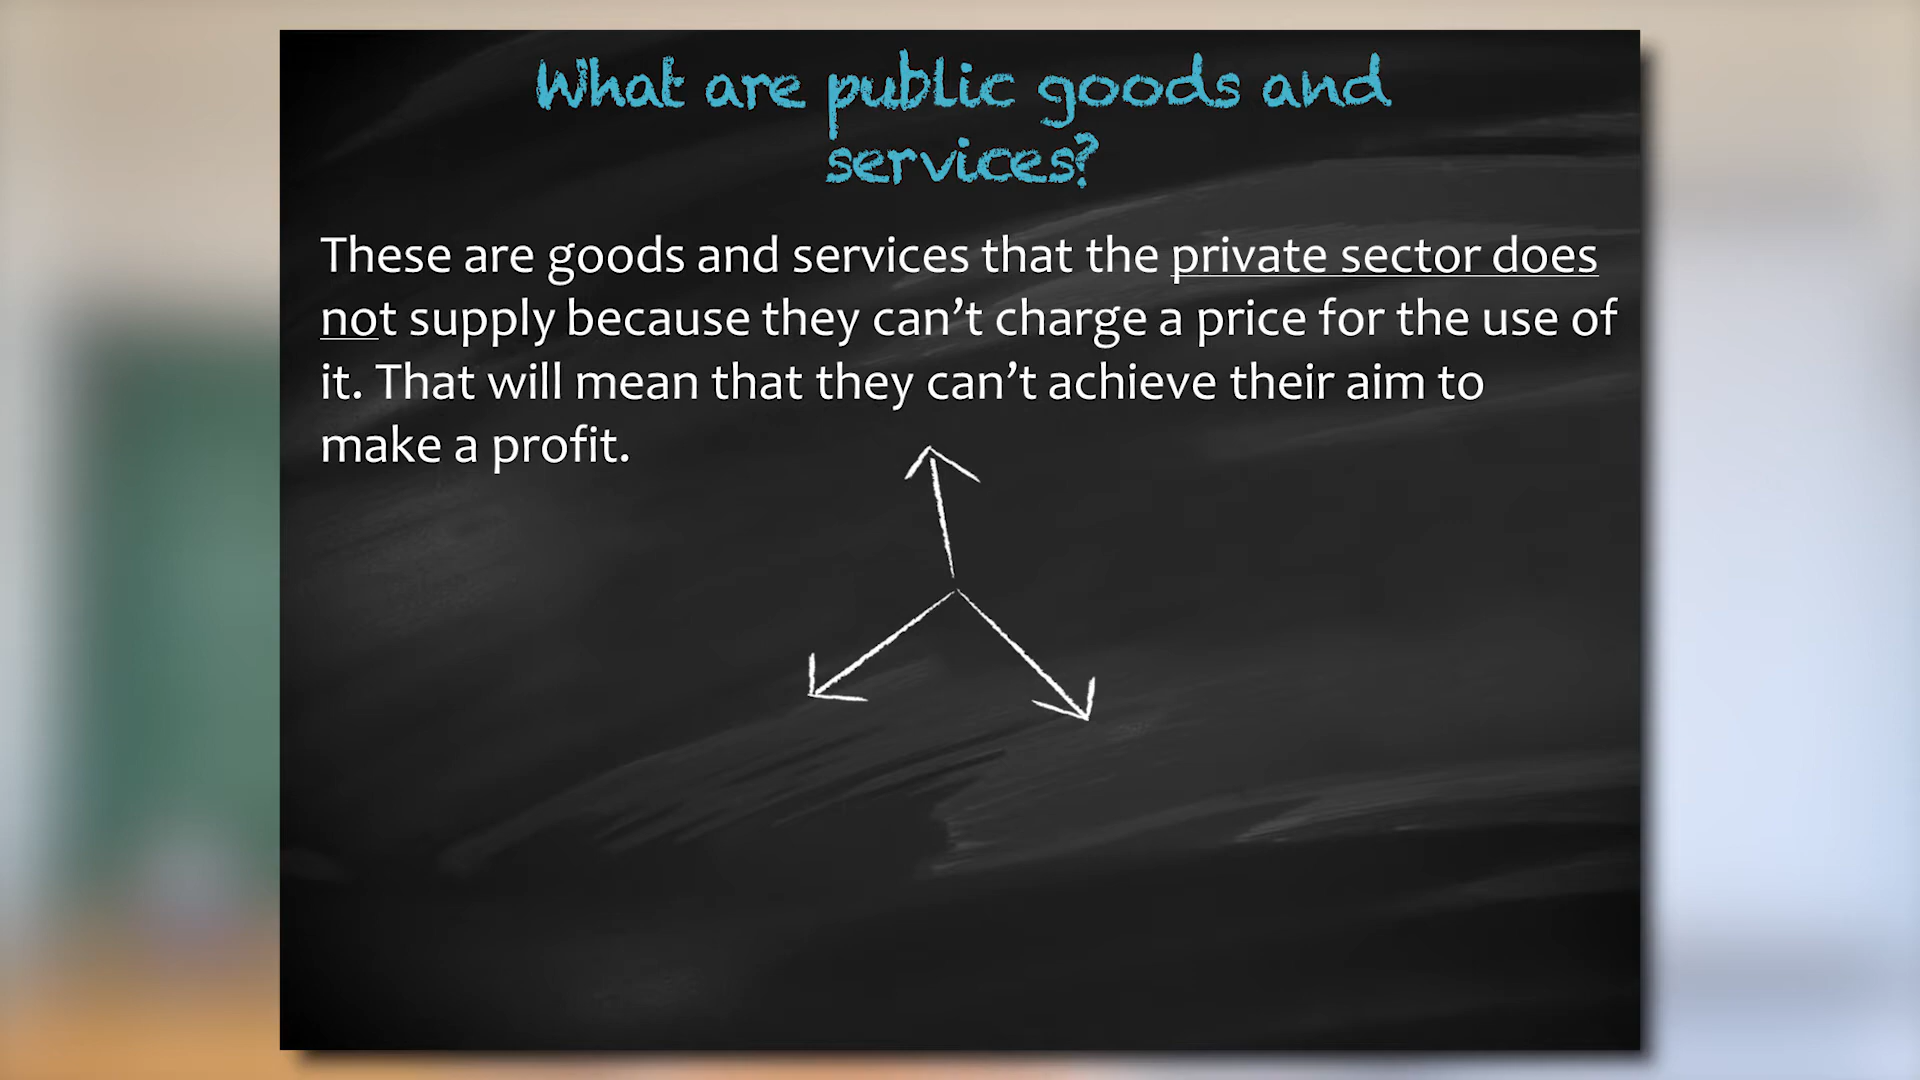 What are public goods and
services?
These are goods and services that the private sector does
not supply because they can’t charge a price for the use of
it. That will mean that they can’t achieve their aim to
make a profit.